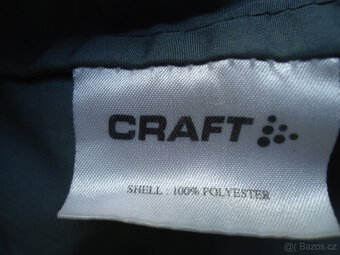 CRAFT
SHELL : 100% POLYESTER
Bazos.cz